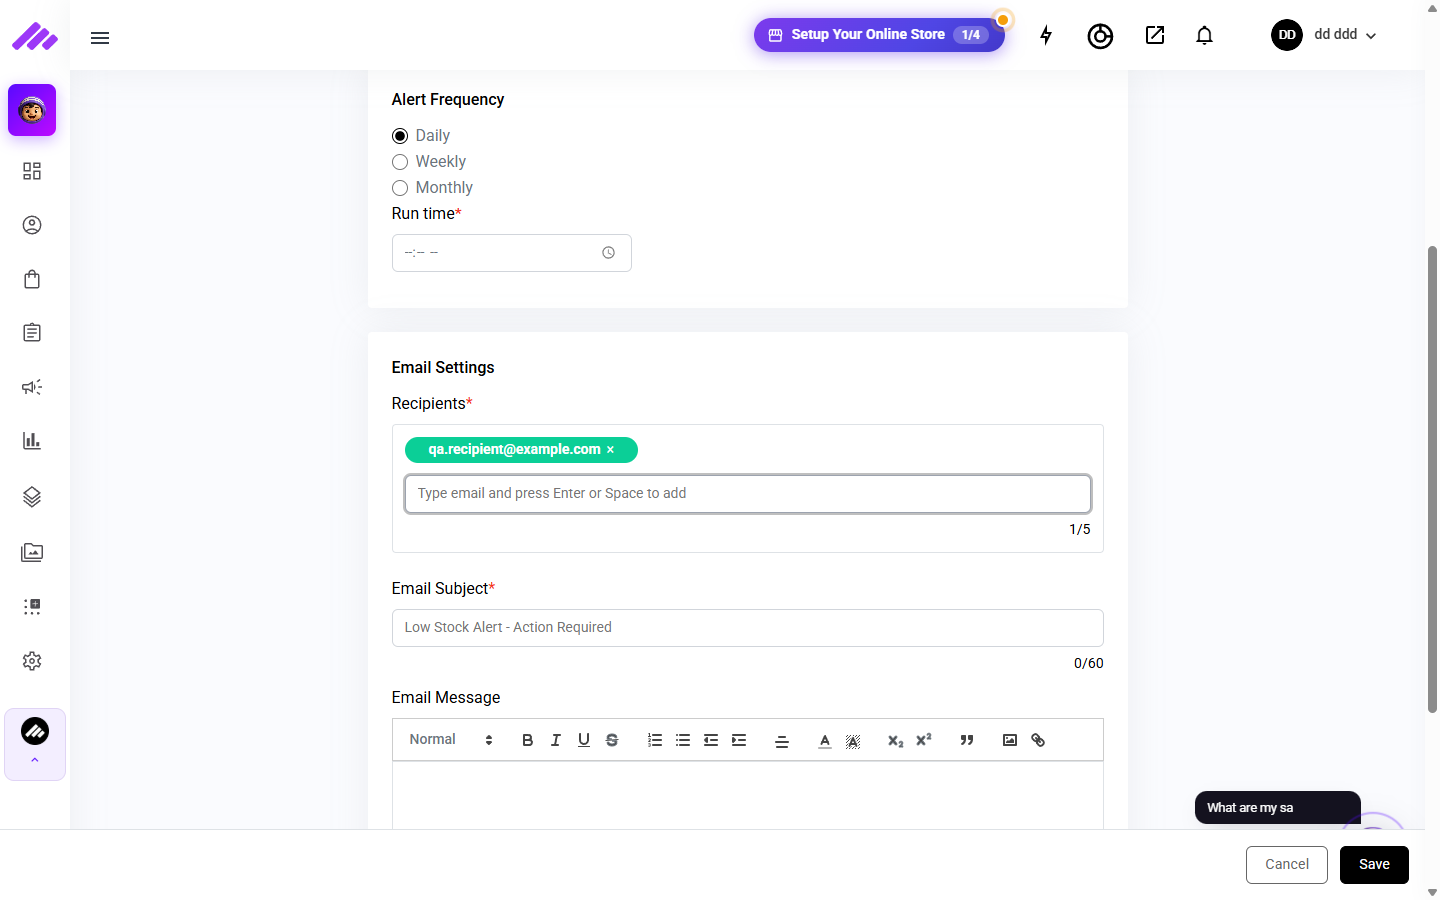 Setup Your Online Store 1/4
DD dd ddd
Alert Frequency
Daily
Weekly
Monthly
Run time*
--:-- --
Email Settings
Recipients*
qa.recipient@example.com ×
Type email and press Enter or Space to add
1/5
Email Subject*
Low Stock Alert - Action Required
0/60
Email Message
Normal B I U S A A X₂ X²
What are my sa
Cancel Save